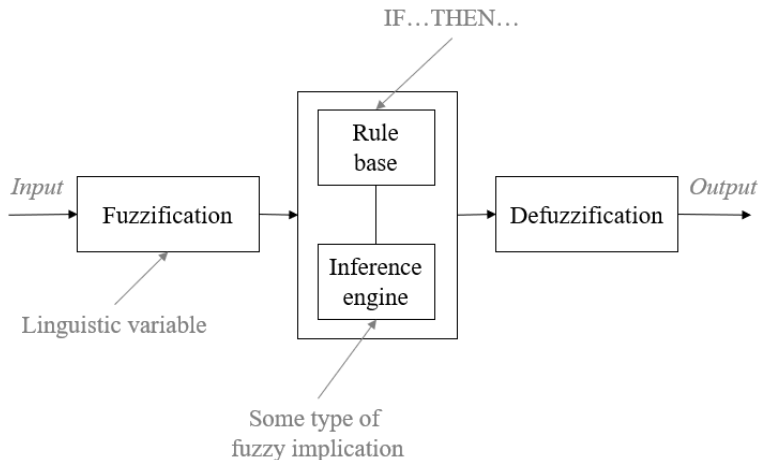 IF…THEN…
Rule
base
Input
Fuzzification
Defuzzification
Output
Inference
engine
Linguistic variable
Some type of
fuzzy implication